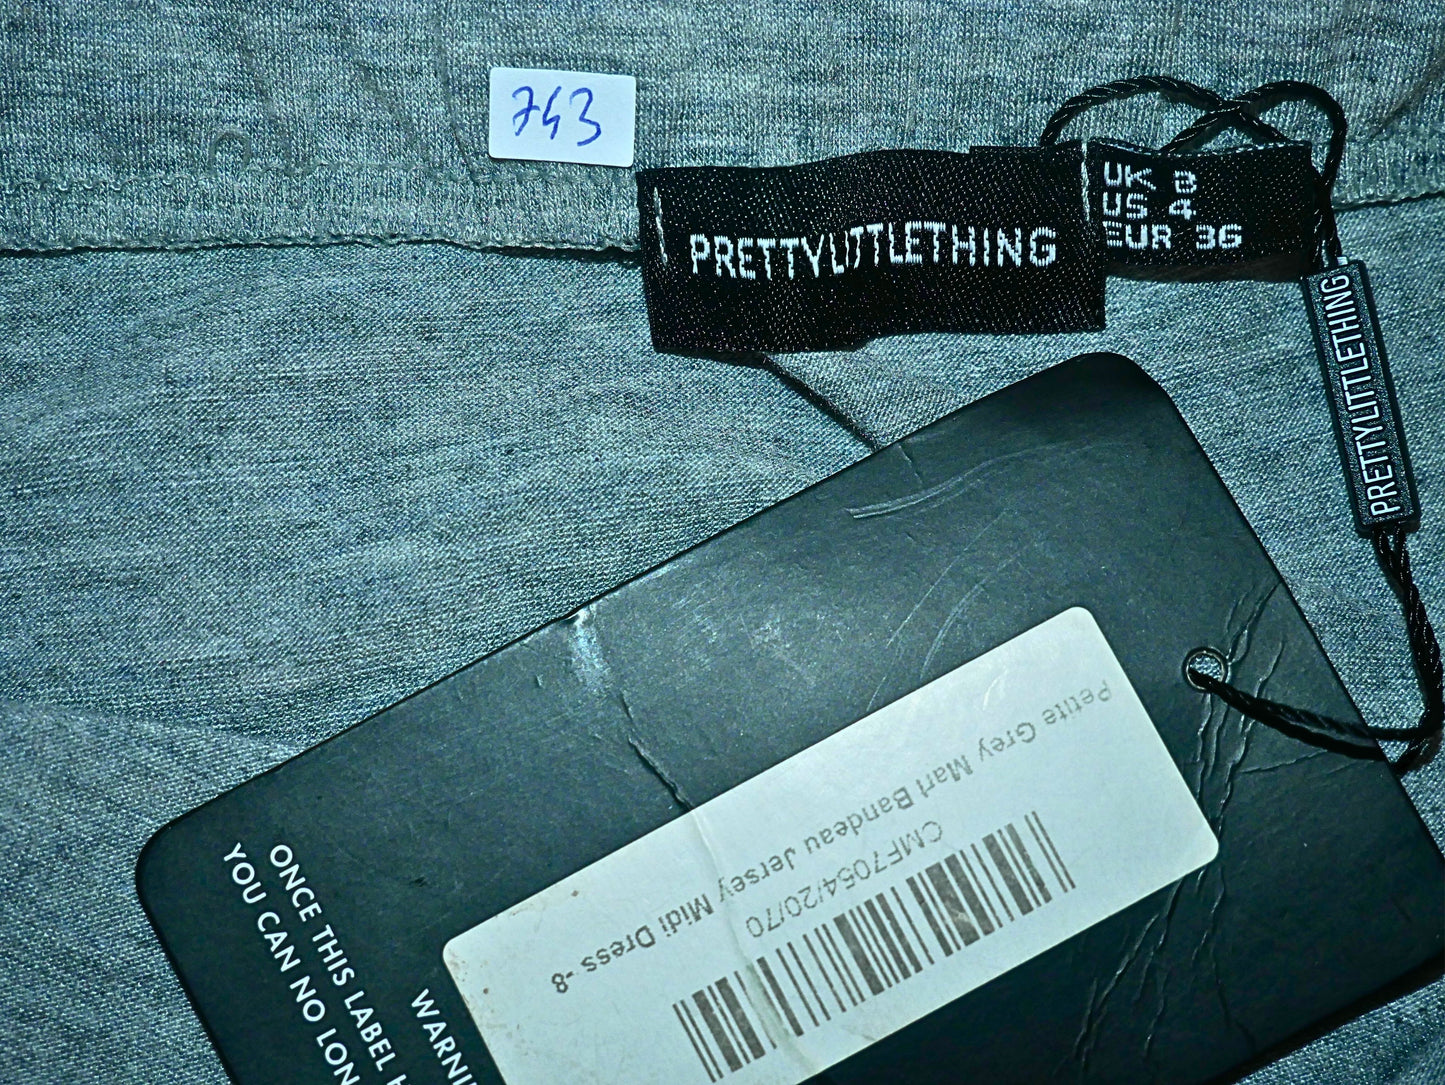 743
PRETTYLITTLETHING
UK 8
US 4
EUR 36
PRETTYLITTLETHING
Petite Grey Marl Bandeau Jersey Midi Dress -8
CMF7054/20/70
WARNI
ONCE THIS LABEL H
YOU CAN NO LON